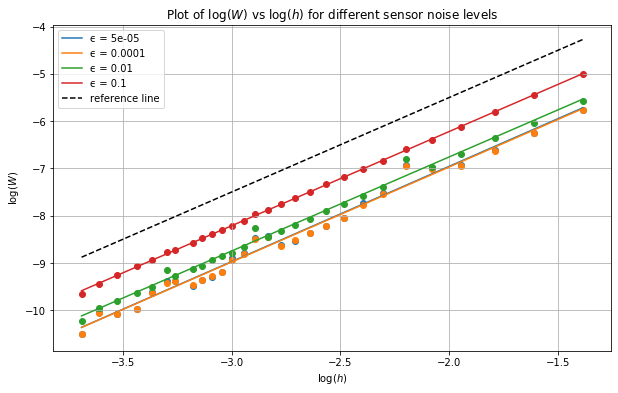 Plot of log(W) vs log(h) for different sensor noise levels
ϵ = 5e-05
ϵ = 0.0001
ϵ = 0.01
ϵ = 0.1
reference line
log(W)
−4
−5
−6
−7
−8
−9
−10
−3.5
−3.0
−2.5
−2.0
−1.5
log(h)